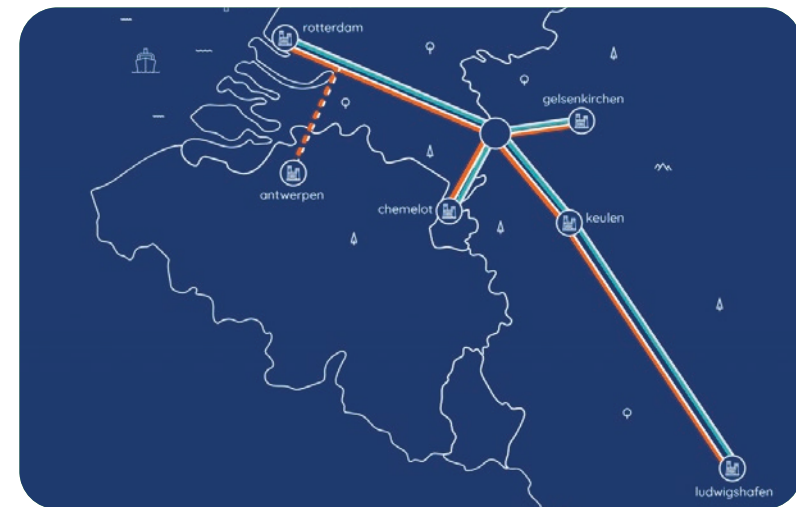 rotterdam
gelsenkirchen
antwerpen
chemelot
keulen
ludwigshafen